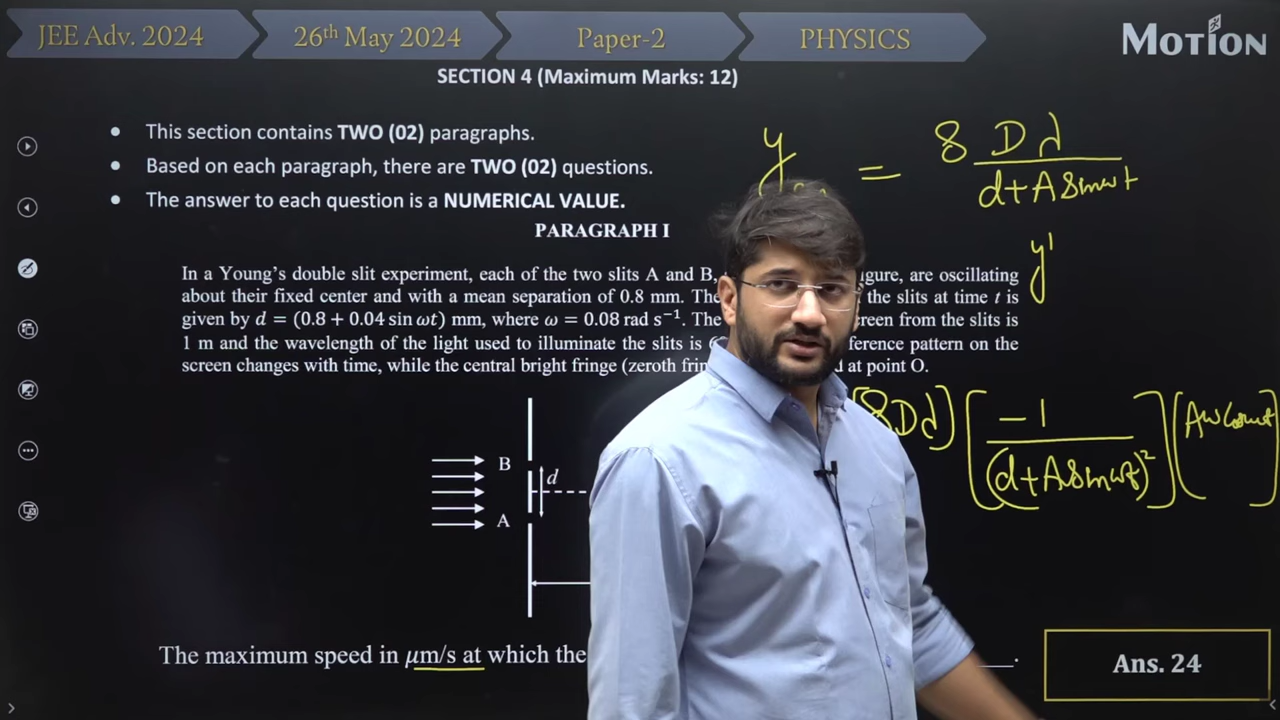 JEE Adv. 2024
26th May 2024
Paper-2
PHYSICS
MOTION
SECTION 4 (Maximum Marks: 12)
• This section contains TWO (02) paragraphs.
• Based on each paragraph, there are TWO (02) questions.
• The answer to each question is a NUMERICAL VALUE.
PARAGRAPH I
In a Young's double slit experiment, each of the two slits A and B, igure, are oscillating
about their fixed center and with a mean separation of 0.8 mm. The the slits at time t is
given by d = (0.8 + 0.04 sin ωt) mm, where ω = 0.08 rad s⁻¹. The creen from the slits is
1 m and the wavelength of the light used to illuminate the slits is ference pattern on the
screen changes with time, while the central bright fringe (zeroth frin d at point O.
y = 8 Dλ / d+A Sinωt
y'
(8Dλ) [-1 / (d+A Sinωt)²] [Aω Cosωt]
B
d
A
The maximum speed in μm/s at which the
Ans. 24